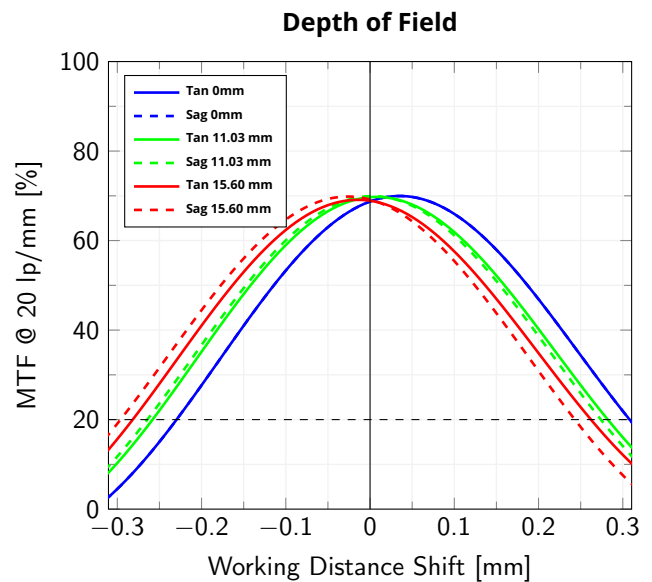 Depth of Field
MTF @ 20 lp/mm [%]
100
80
60
40
20
0
Tan 0mm
Sag 0mm
Tan 11.03 mm
Sag 11.03 mm
Tan 15.60 mm
Sag 15.60 mm
−0.3 −0.2 −0.1 0 0.1 0.2 0.3
Working Distance Shift [mm]